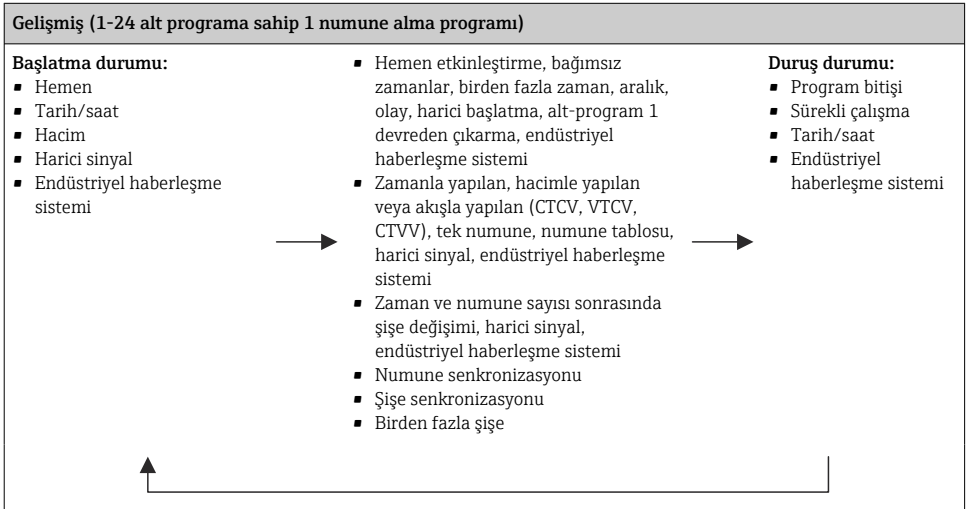 Gelişmiş (1-24 alt programa sahip 1 numune alma programı)
Başlatma durumu:
▪ Hemen
▪ Tarih/saat
▪ Hacim
▪ Harici sinyal
▪ Endüstriyel haberleşme
sistemi
▪ Hemen etkinleştirme, bağımsız
zamanlar, birden fazla zaman, aralık,
olay, harici başlatma, alt-program 1
devreden çıkarma, endüstriyel
haberleşme sistemi
▪ Zamanla yapılan, hacimle yapılan
veya akışla yapılan (CTCV, VTCV,
CTVV), tek numune, numune tablosu,
harici sinyal, endüstriyel haberleşme
sistemi
▪ Zaman ve numune sayısı sonrasında
şişe değişimi, harici sinyal,
endüstriyel haberleşme sistemi
▪ Numune senkronizasyonu
▪ Şişe senkronizasyonu
▪ Birden fazla şişe
Duruş durumu:
▪ Program bitişi
▪ Sürekli çalışma
▪ Tarih/saat
▪ Endüstriyel
haberleşme sistemi